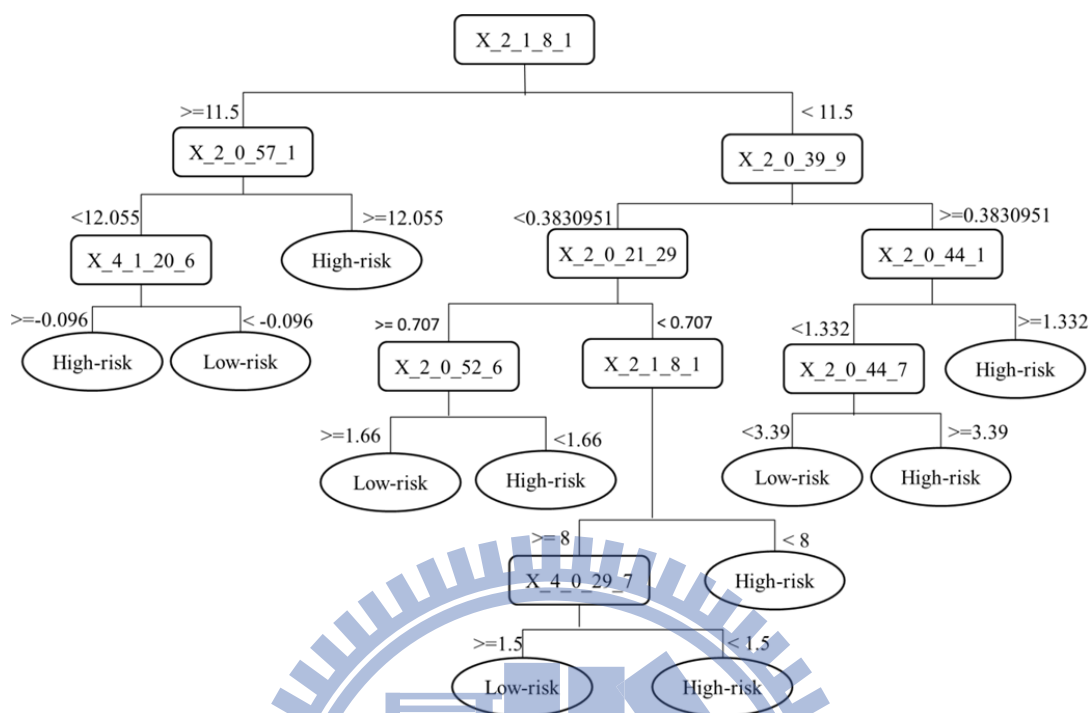 X_2_1_8_1
>=11.5
< 11.5
X_2_0_57_1
X_2_0_39_9
<12.055
>=12.055
<0.3830951
>=0.3830951
X_4_1_20_6
High-risk
X_2_0_21_29
X_2_0_44_1
>=-0.096
< -0.096
>= 0.707
< 0.707
<1.332
>=1.332
High-risk
Low-risk
X_2_0_52_6
X_2_1_8_1
X_2_0_44_7
High-risk
>=1.66
<1.66
<3.39
>=3.39
Low-risk
High-risk
Low-risk
High-risk
>= 8
< 8
X_4_0_29_7
High-risk
>=1.5
< 1.5
Low-risk
High-risk